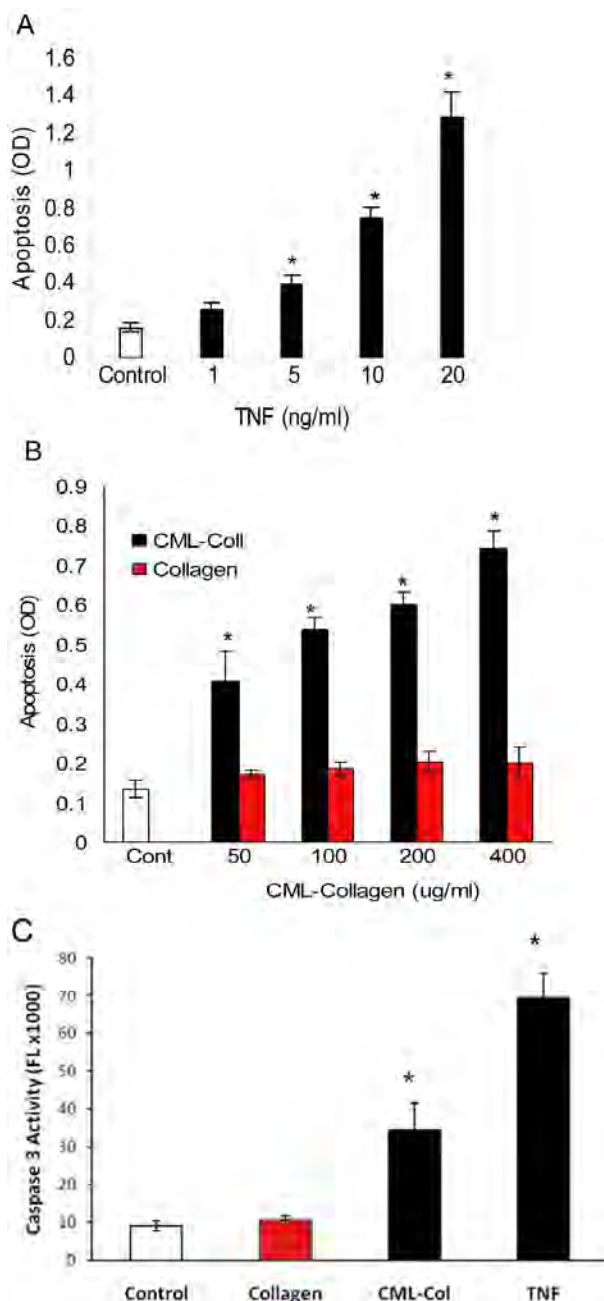 A
Apoptosis (OD)
1.6
1.4
1.2
1
0.8
0.6
0.4
0.2
0
*
*
*
Control 1 5 10 20
TNF (ng/ml)
B
Apoptosis (OD)
0.9
0.8
0.7
0.6
0.5
0.4
0.3
0.2
0.1
0
CML-Coll
Collagen
*
*
*
*
Cont 50 100 200 400
CML-Collagen (ug/ml)
C
Caspase 3 Activity (FL x1000)
80
70
60
50
40
30
20
10
0
*
*
Control Collagen CML-Col TNF